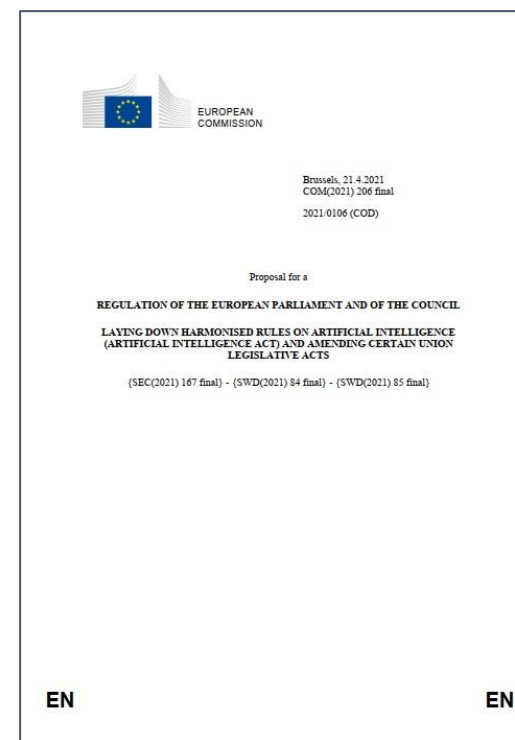 EUROPEAN
COMMISSION
Brussels, 21.4.2021
COM(2021) 206 final
2021/0106 (COD)
Proposal for a
REGULATION OF THE EUROPEAN PARLIAMENT AND OF THE COUNCIL
LAYING DOWN HARMONISED RULES ON ARTIFICIAL INTELLIGENCE
(ARTIFICIAL INTELLIGENCE ACT) AND AMENDING CERTAIN UNION
LEGISLATIVE ACTS
{SEC(2021) 167 final} - {SWD(2021) 84 final} - {SWD(2021) 85 final}
EN EN